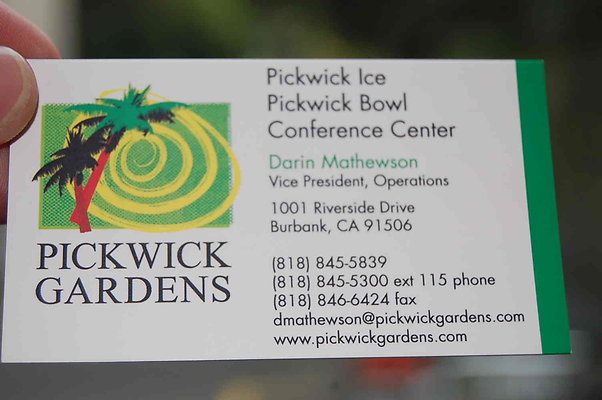 Pickwick Ice
Pickwick Bowl
Conference Center
Darin Mathewson
Vice President, Operations
1001 Riverside Drive
Burbank, CA 91506
(818) 845-5839
(818) 845-5300 ext 115 phone
(818) 846-6424 fax
dmathewson@pickwickgardens.com
www.pickwickgardens.com
PICKWICK
GARDENS